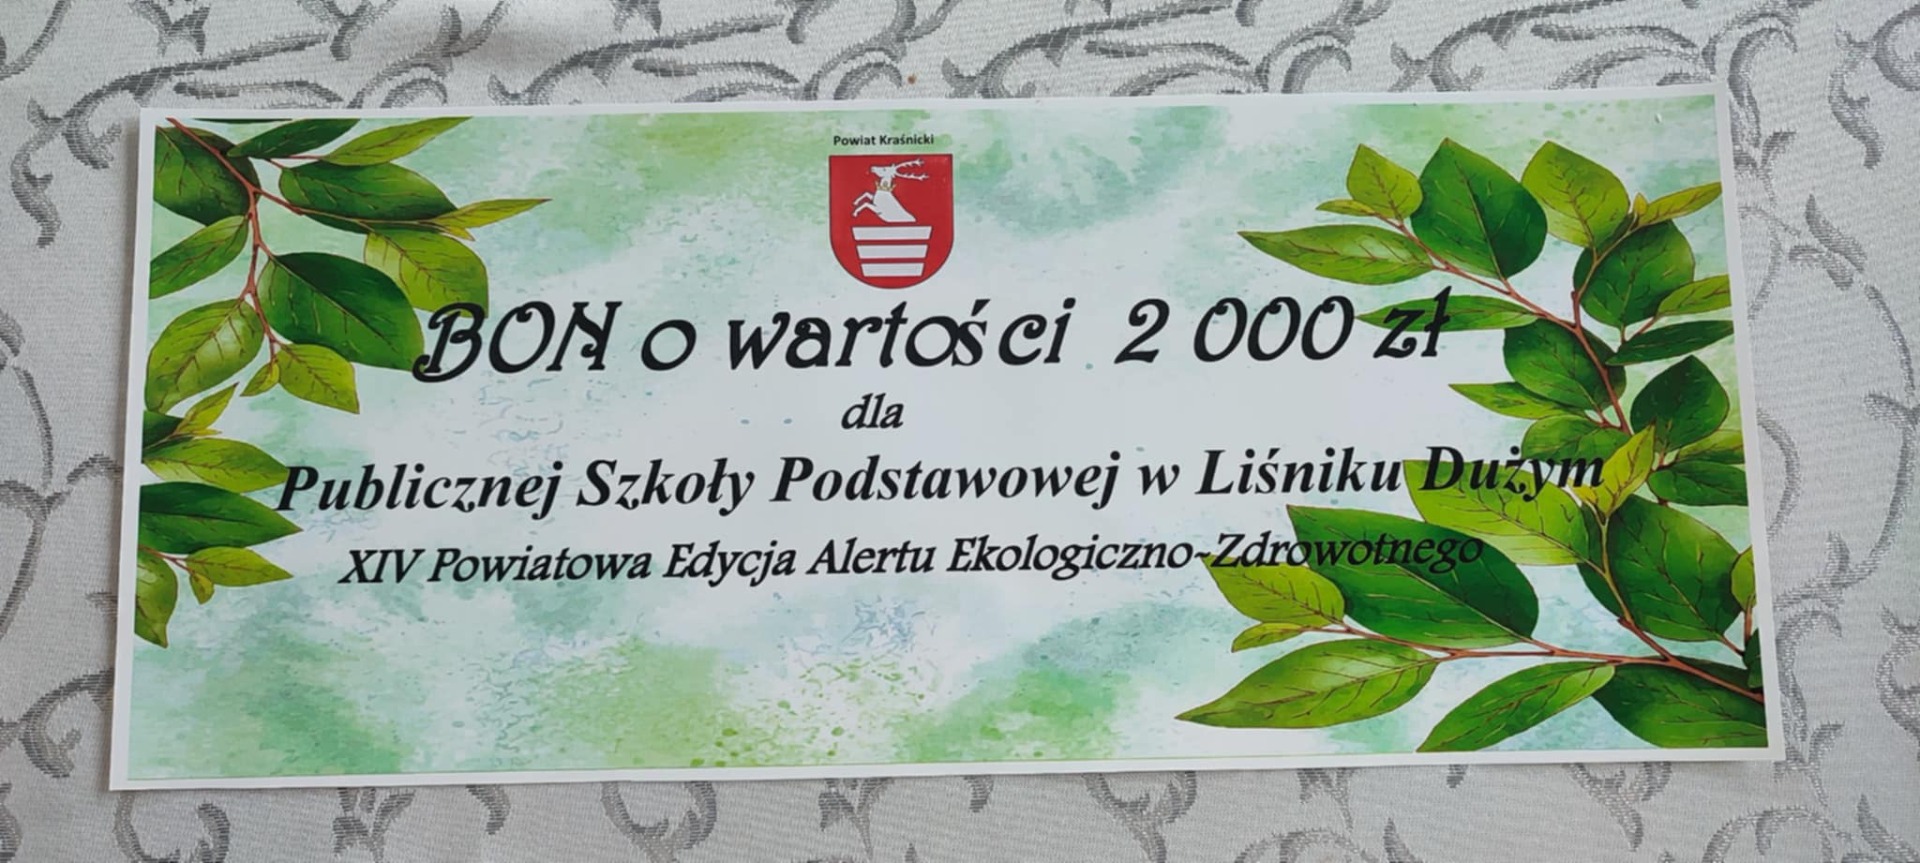 Powiat Kraśnicki
BON o wartości 2 000 zł
dla
Publicznej Szkoły Podstawowej w Liśniku Dużym
XIV Powiatowa Edycja Alertu Ekologiczno-Zdrowotnego